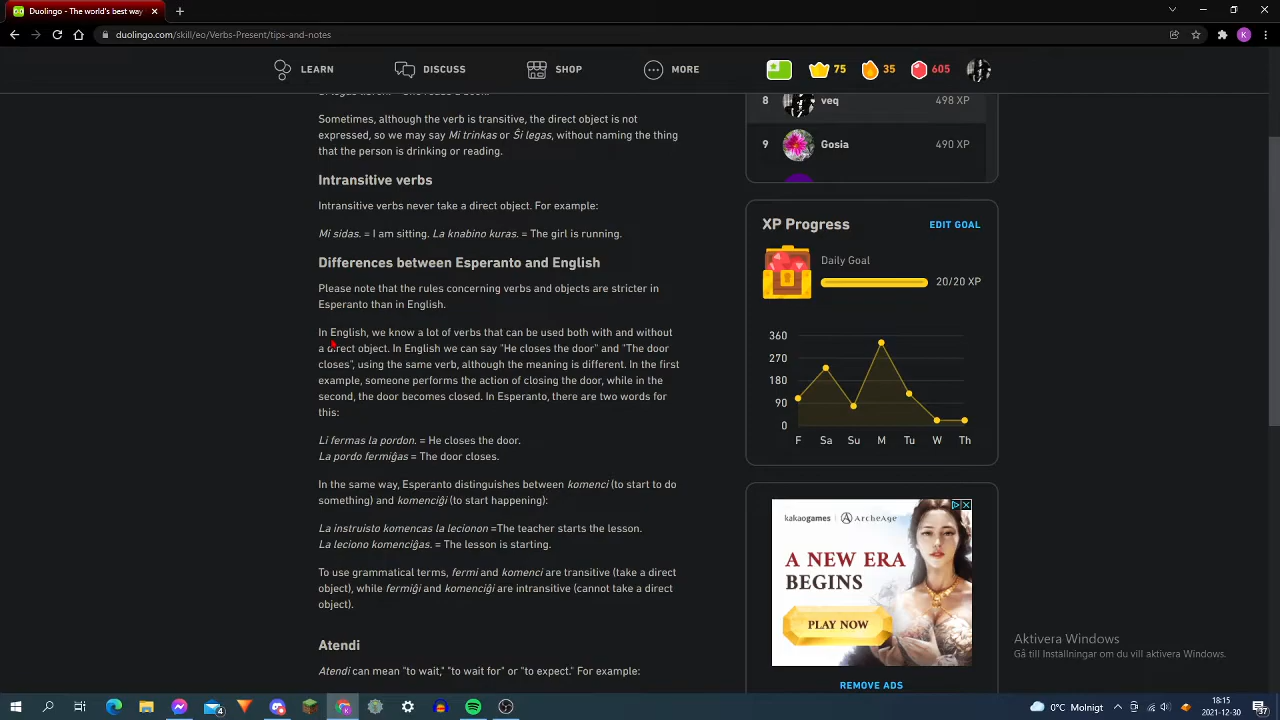 Duolingo - The world's best way
duolingo.com/skill/eo/Verbs-Present/tips-and-notes
K
LEARN
DISCUSS
SHOP
MORE
75
35
605
Sometimes, although the verb is transitive, the direct object is not
expressed, so we may say Mi trinkas or Ŝi legas, without naming the thing
that the person is drinking or reading.
Intransitive verbs
Intransitive verbs never take a direct object. For example:
Mi sidas. = I am sitting. La knabino kuras. = The girl is running.
Differences between Esperanto and English
Please note that the rules concerning verbs and objects are stricter in
Esperanto than in English.
In English, we know a lot of verbs that can be used both with and without
a direct object. In English we can say "He closes the door" and "The door
closes", using the same verb, although the meaning is different. In the first
example, someone performs the action of closing the door, while in the
second, the door becomes closed. In Esperanto, there are two words for
this:
Li fermas la pordon. = He closes the door.
La pordo fermiĝas = The door closes.
In the same way, Esperanto distinguishes between komenci (to start to do
something) and komenciĝi (to start happening):
La instruisto komencas la lecionon =The teacher starts the lesson.
La leciono komenciĝas. = The lesson is starting.
To use grammatical terms, fermi and komenci are transitive (take a direct
object), while fermiĝi and komenciĝi are intransitive (cannot take a direct
object).
Atendi
Atendi can mean "to wait," "to wait for" or "to expect." For example:
8 veq 498 XP
9 Gosia 490 XP
XP Progress
EDIT GOAL
Daily Goal
20/20 XP
360
270
180
90
0
F Sa Su M Tu W Th
kakaogames | ArcheAge
A NEW ERA
BEGINS
PLAY NOW
REMOVE ADS
Aktivera Windows
Gå till Inställningar om du vill aktivera Windows.
4
0°C Molnigt
18:15
2021-12-30